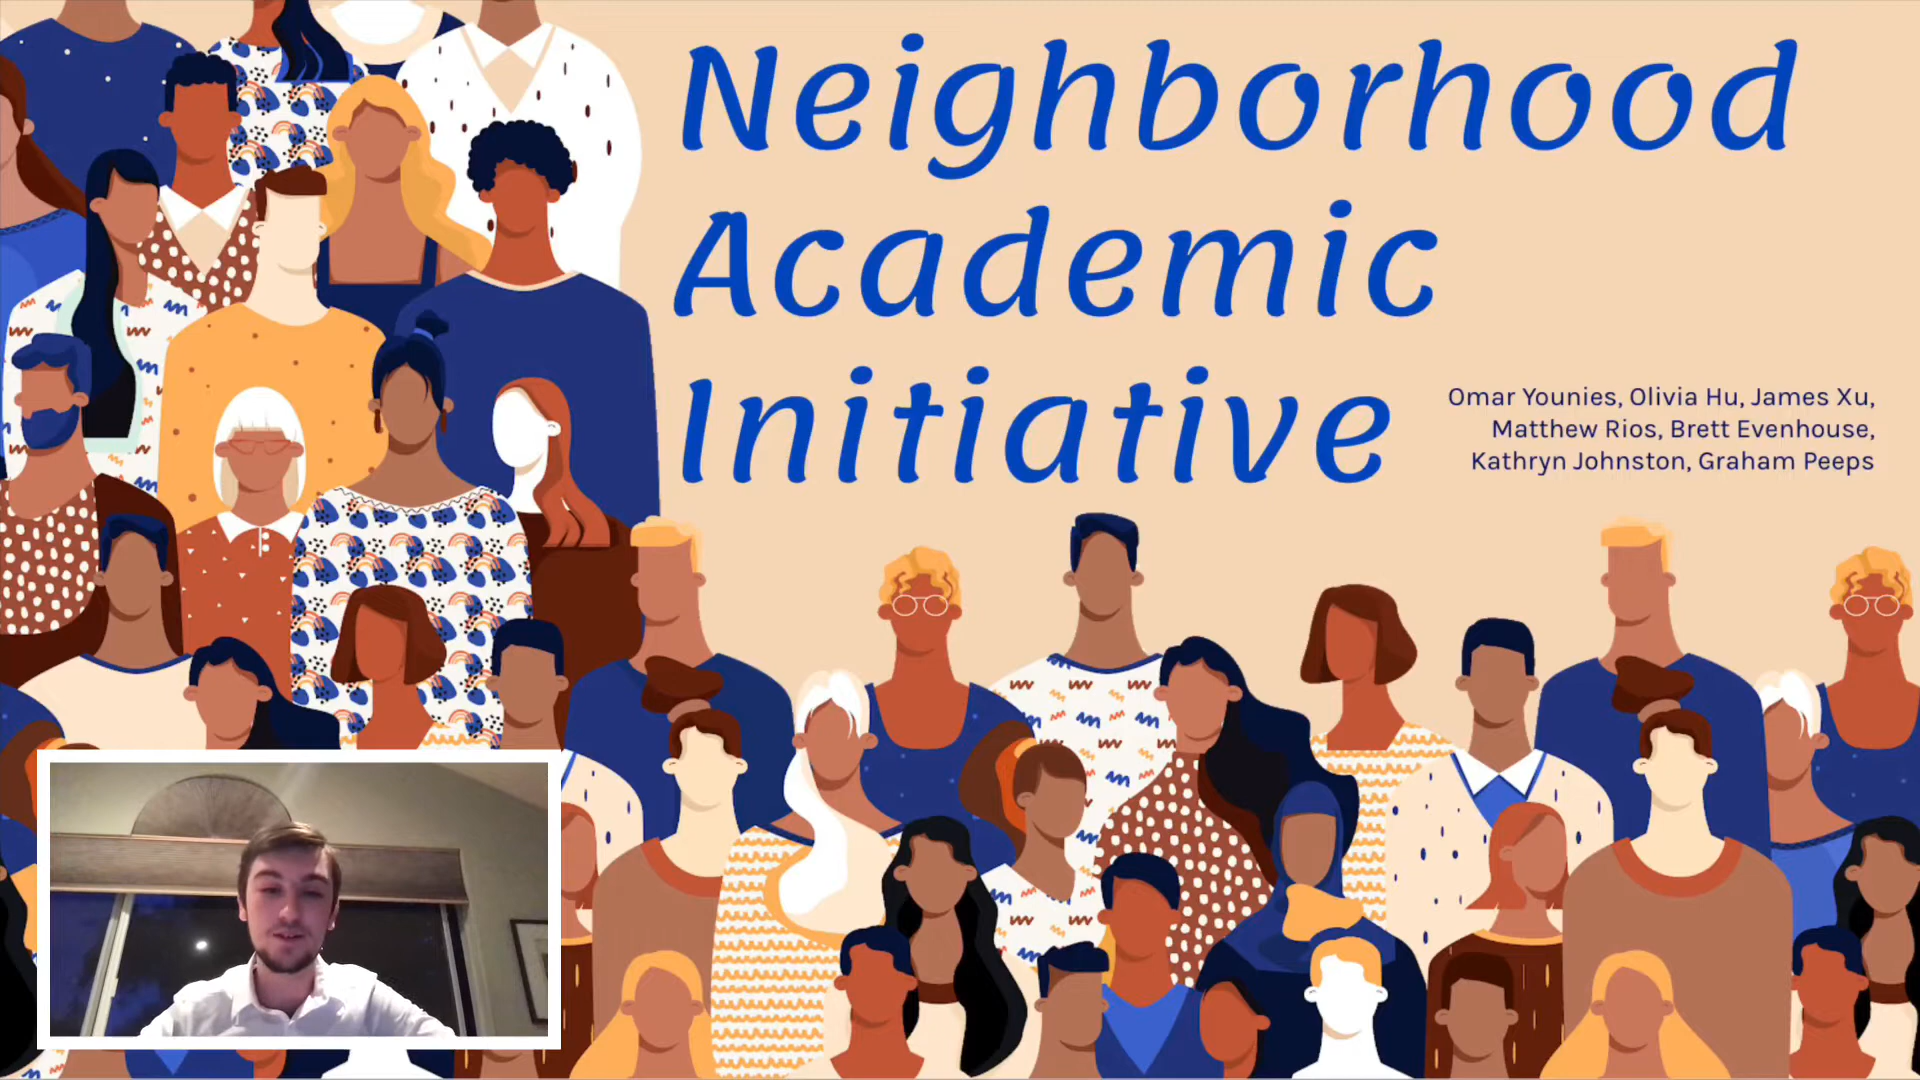 Neighborhood
Academic
Initiative
Omar Younies, Olivia Hu, James Xu,
Matthew Rios, Brett Evenhouse,
Kathryn Johnston, Graham Peeps